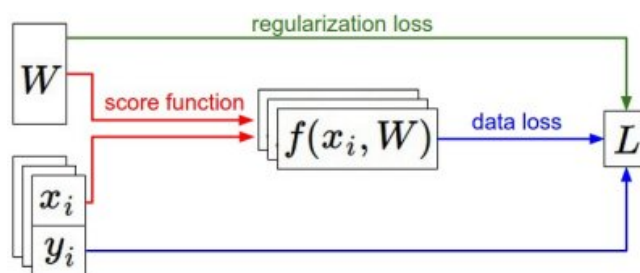 regularization loss
W
score function
f(x_i, W)
data loss
L
x_i
y_i